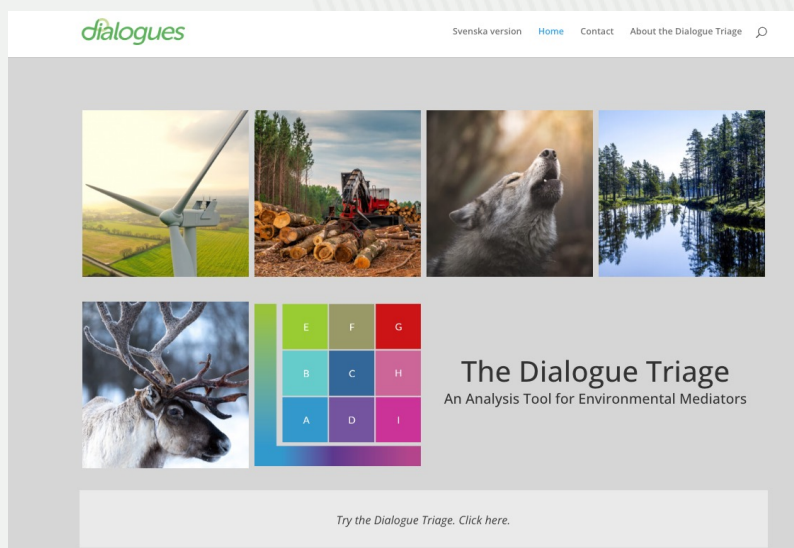 dialogues
Svenska version Home Contact About the Dialogue Triage
E F G
B C H
A D I
The Dialogue Triage
An Analysis Tool for Environmental Mediators
Try the Dialogue Triage. Click here.